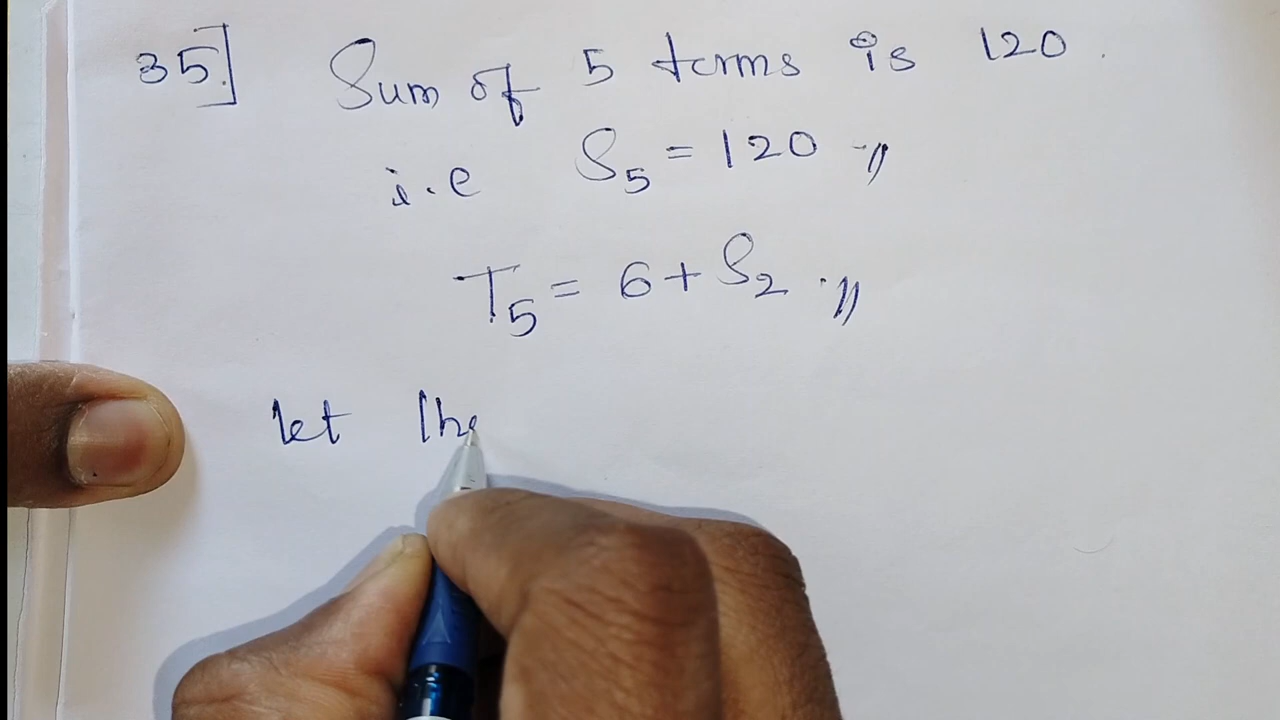 35] Sum of 5 terms is 120.
i.e S5 = 120 .,,
T5 = 6 + S2 .,,
let the